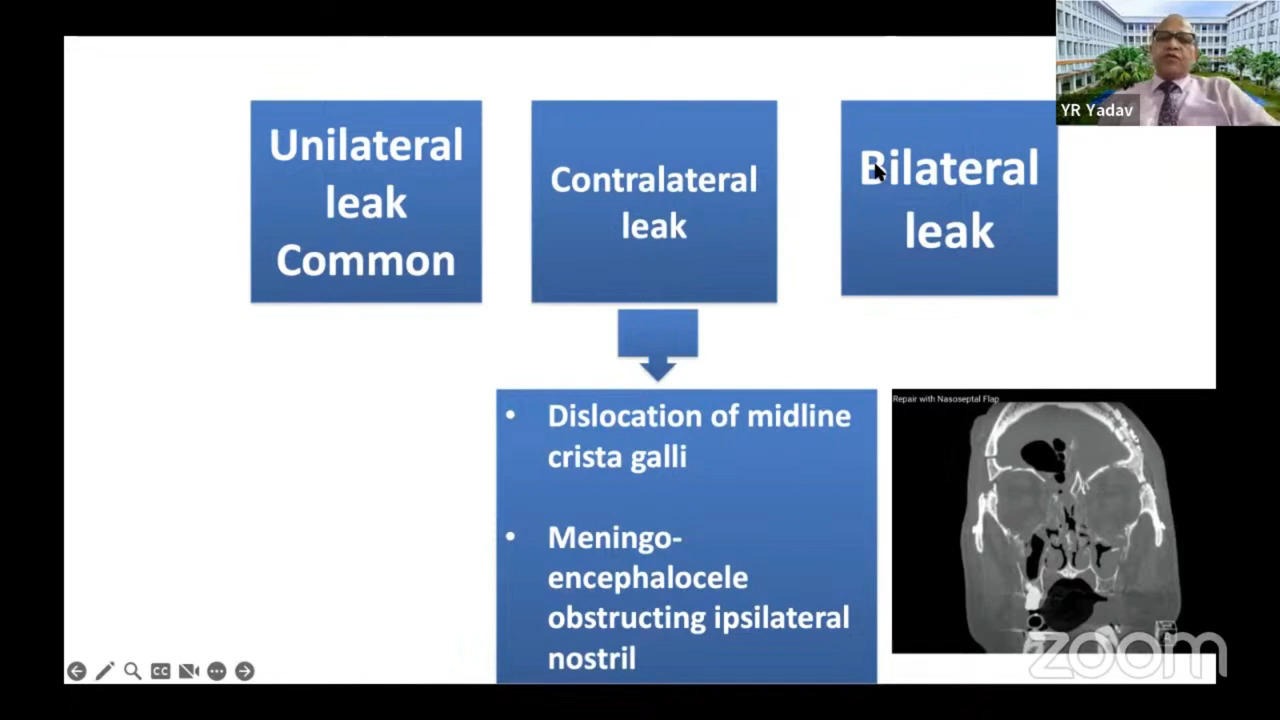 YR Yadav
Unilateral
leak
Common
Contralateral
leak
Bilateral
leak
• Dislocation of midline
crista galli
• Meningo-
encephalocele
obstructing ipsilateral
nostril
Repair with Nasoseptal Flap
CC
zoom